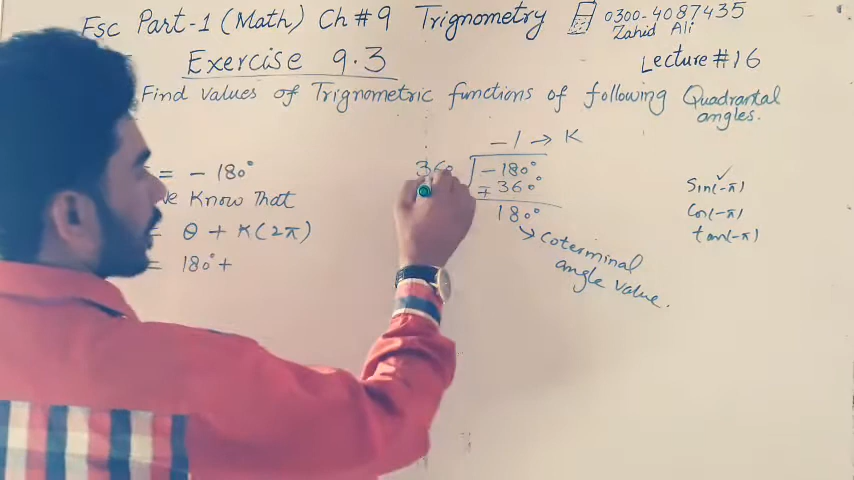 Fsc Part-1 (Math) Ch # 9 Trignometry
0300-4087435
Zahid Ali
Exercise 9.3
Lecture # 16
Find values of Trignometric functions of following Quadrantal
angles.
= - 180°
We Know That
= θ + K(2π)
= 180° +
-1 → K
360
- 180°
∓ 360°
180°
↘ Coterminal
angle value.
Sin(-π) ✓
Cos(-π)
tan(-π)